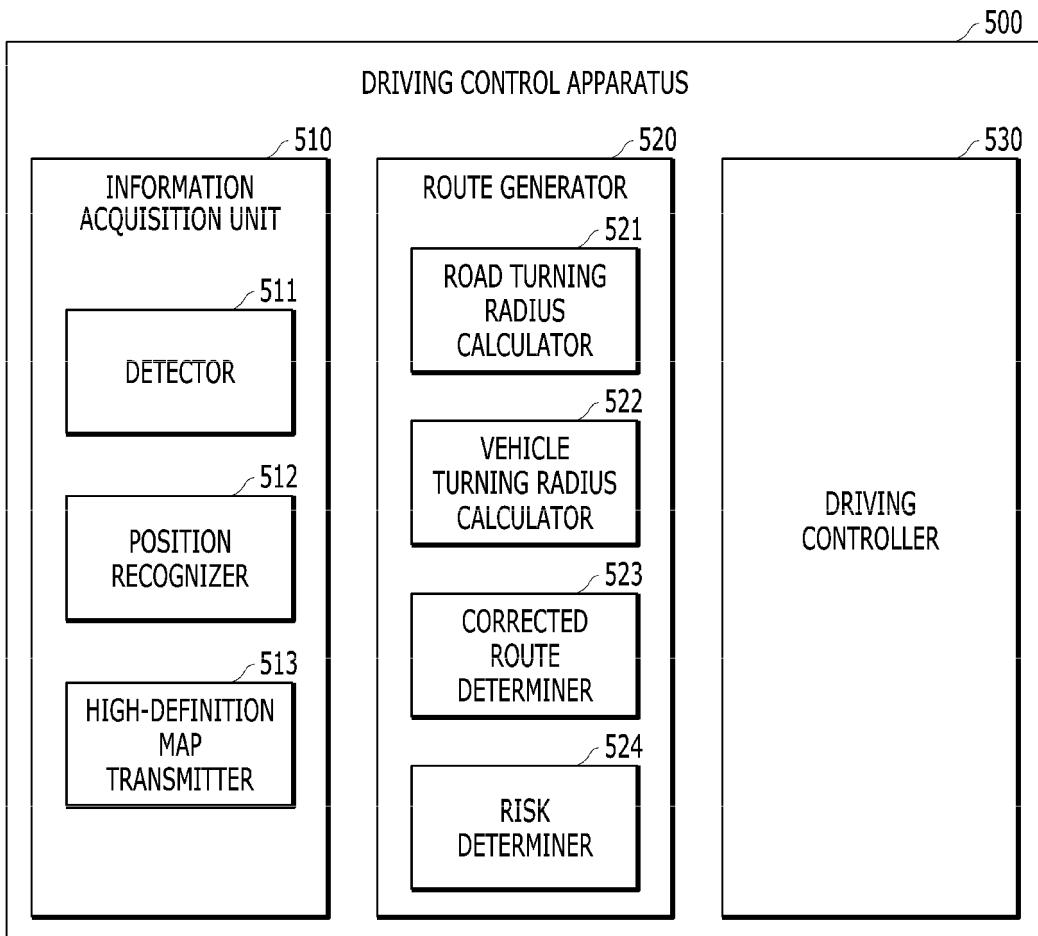 500
DRIVING CONTROL APPARATUS
510
INFORMATION
ACQUISITION UNIT
511
DETECTOR
512
POSITION
RECOGNIZER
513
HIGH-DEFINITION
MAP
TRANSMITTER
520
ROUTE GENERATOR
521
ROAD TURNING
RADIUS
CALCULATOR
522
VEHICLE
TURNING RADIUS
CALCULATOR
523
CORRECTED
ROUTE
DETERMINER
524
RISK
DETERMINER
530
DRIVING
CONTROLLER